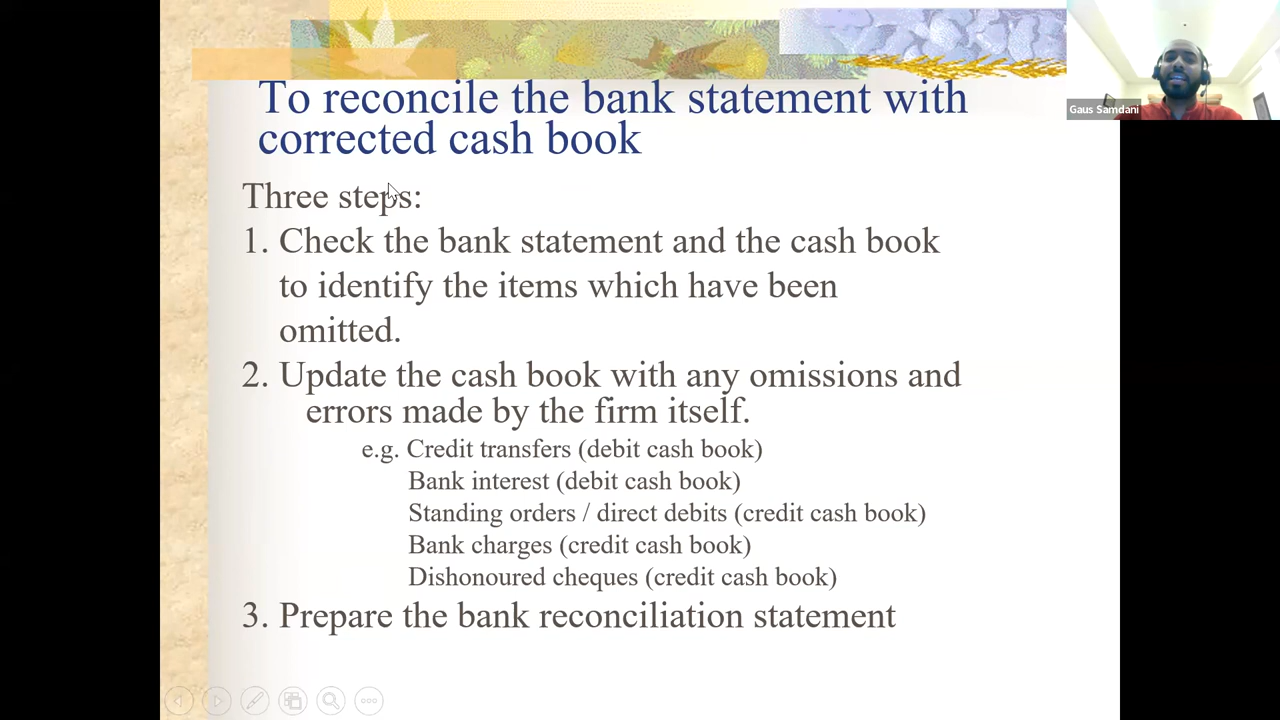 To reconcile the bank statement with
corrected cash book
Gaus Samdani
Three steps:
1. Check the bank statement and the cash book
to identify the items which have been
omitted.
2. Update the cash book with any omissions and
errors made by the firm itself.
e.g. Credit transfers (debit cash book)
Bank interest (debit cash book)
Standing orders / direct debits (credit cash book)
Bank charges (credit cash book)
Dishonoured cheques (credit cash book)
3. Prepare the bank reconciliation statement